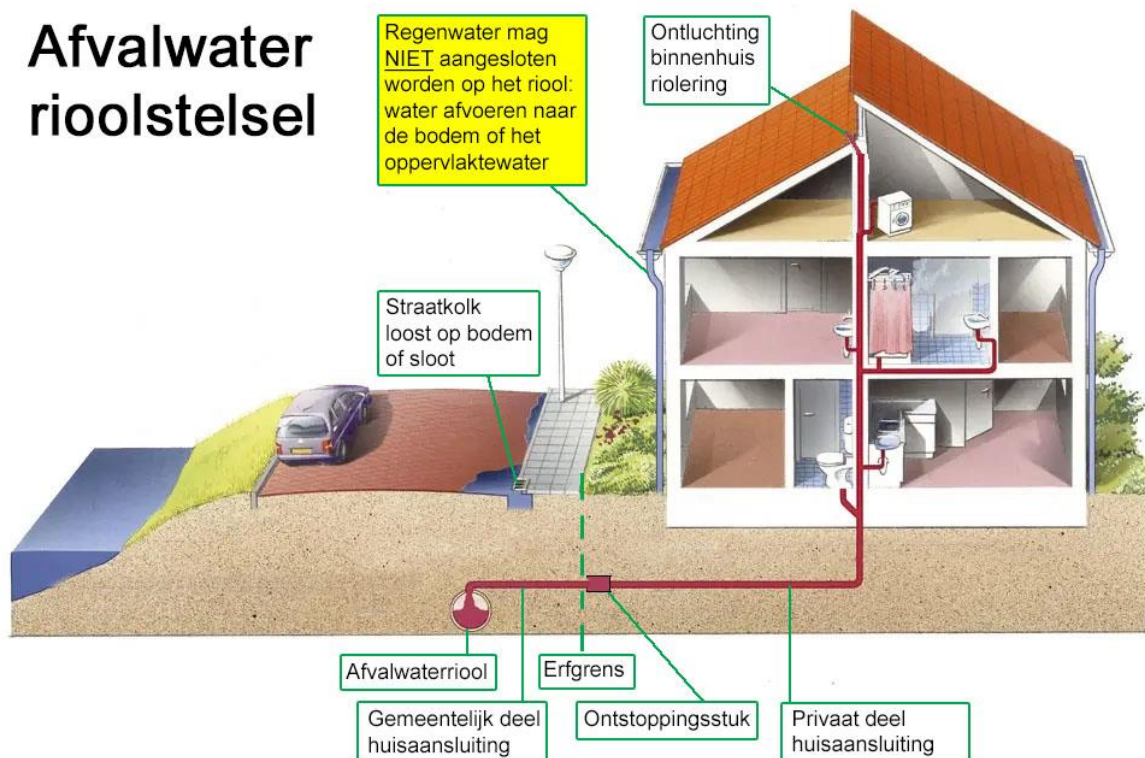 Afvalwater
rioolstelsel
Regenwater mag
NIET aangesloten
worden op het riool:
water afvoeren naar
de bodem of het
oppervlaktewater
Ontluchting
binnenhuis
riolering
Straatkolk
loost op bodem
of sloot
Afvalwaterriool
Erfgrens
Gemeentelijk deel
huisaansluiting
Ontstoppingsstuk
Privaat deel
huisaansluiting